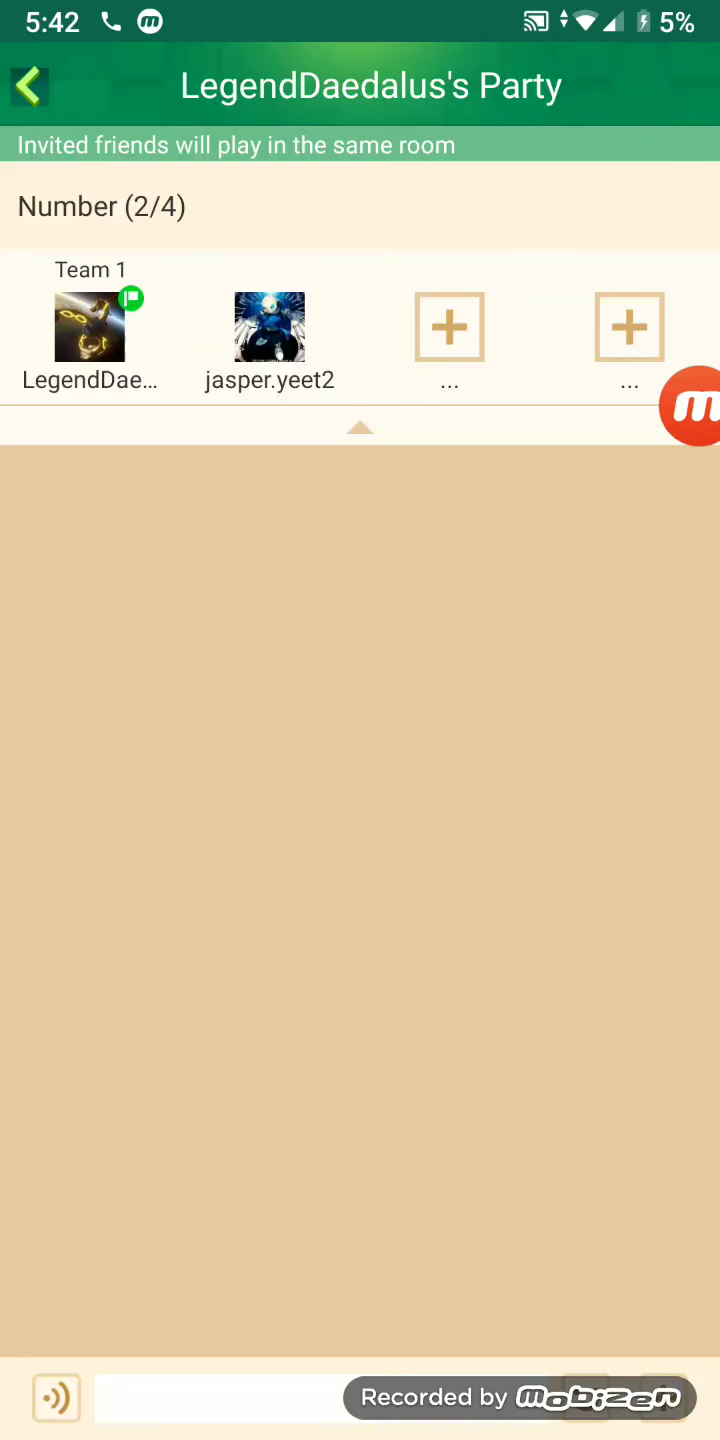 5:42
5%
LegendDaedalus's Party
Invited friends will play in the same room
Number (2/4)
Team 1
LegendDae...
jasper.yeet2
...
...
m
Recorded by mobizen